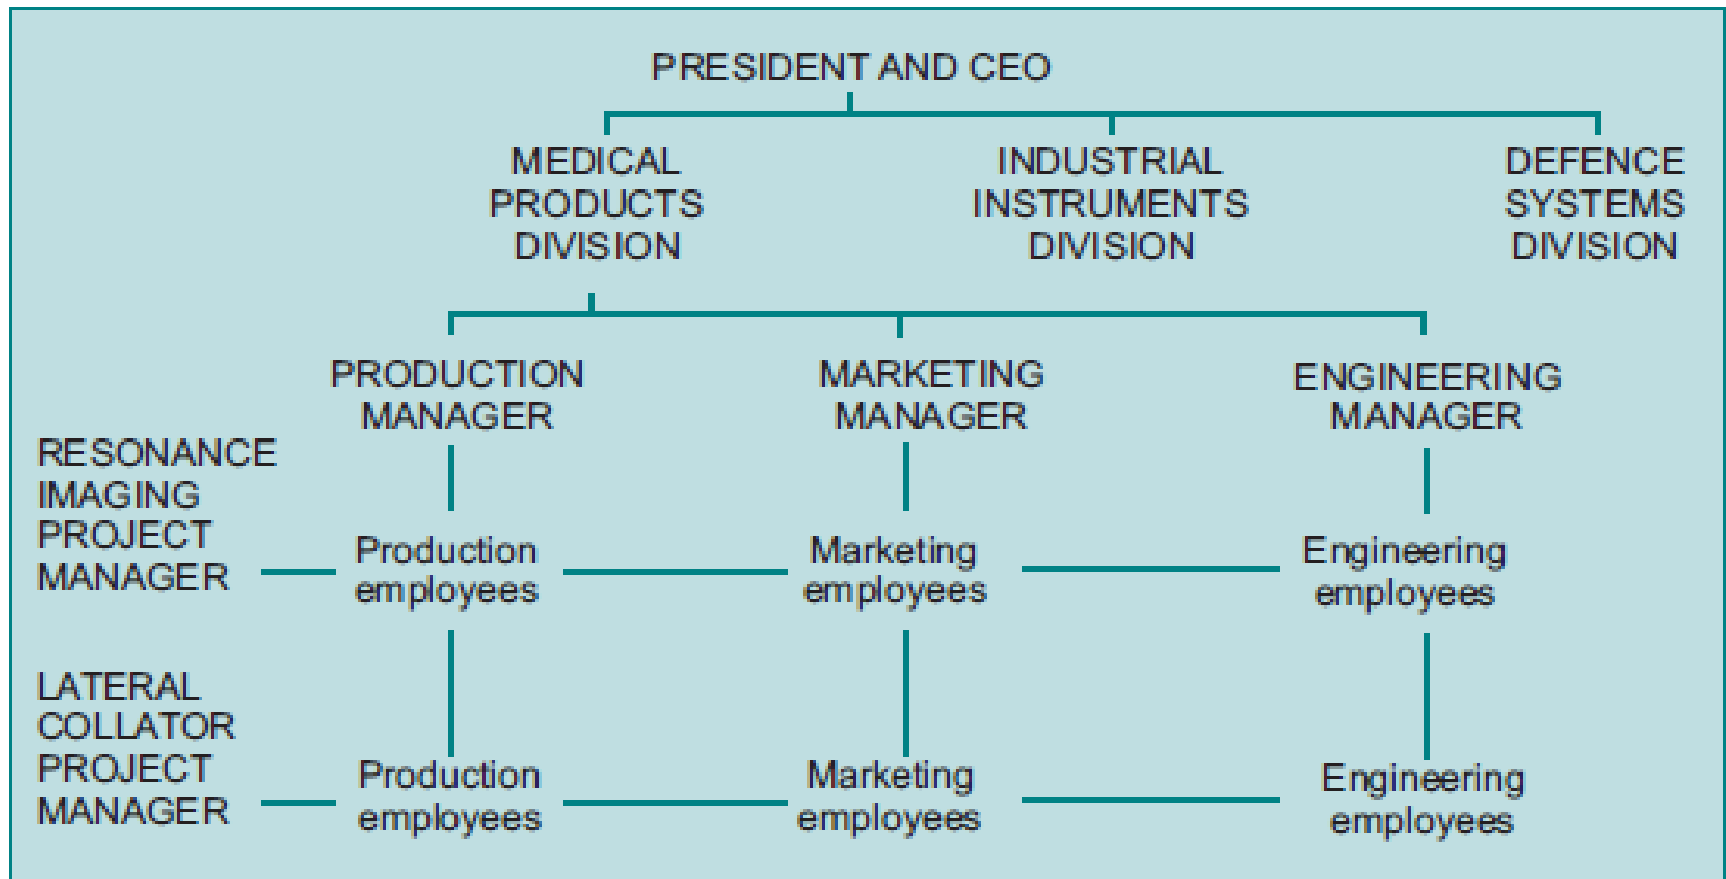 PRESIDENT AND CEO
MEDICAL
PRODUCTS
DIVISION
INDUSTRIAL
INSTRUMENTS
DIVISION
DEFENCE
SYSTEMS
DIVISION
PRODUCTION
MANAGER
MARKETING
MANAGER
ENGINEERING
MANAGER
RESONANCE
IMAGING
PROJECT
MANAGER
Production
employees
Marketing
employees
Engineering
employees
LATERAL
COLLATOR
PROJECT
MANAGER
Production
employees
Marketing
employees
Engineering
employees